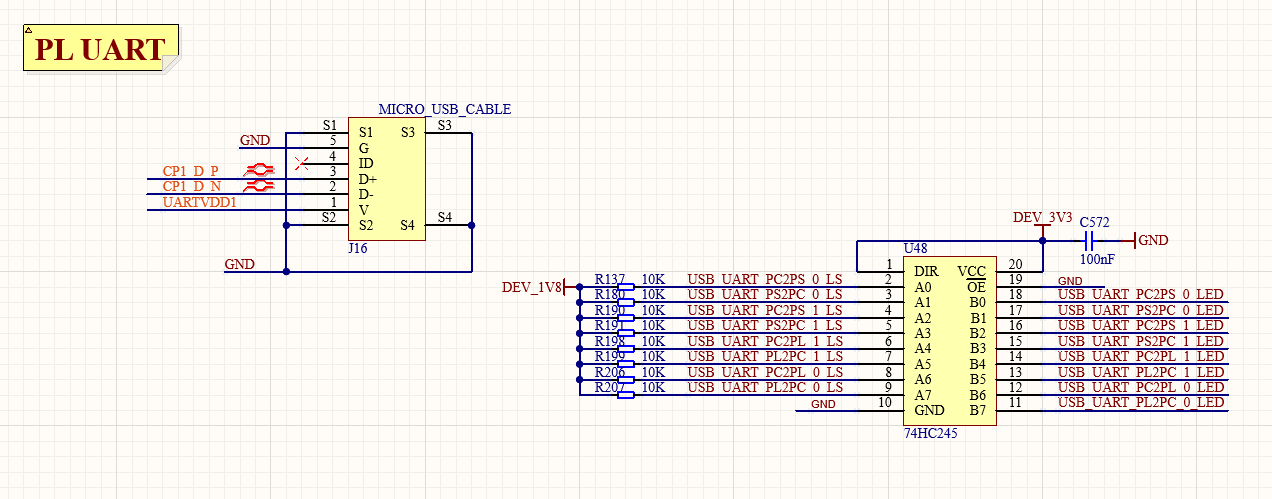 PL UART
MICRO_USB_CABLE
S1 S1 S3 S3
GND 5 G
4 ID
CP1_D_P 3 D+
CP1_D_N 2 D-
UARTVDD1 1 V
S2 S2 S4 S4
J16
GND
DEV_3V3 C572
GND
100nF
U48
1 DIR VCC 20
DEV_1V8 R137 10K USB_UART_PC2PS_0_LS 2 A0 OE 19 GND
R180 10K USB_UART_PS2PC_0_LS 3 A1 B0 18 USB_UART_PC2PS_0_LED
R190 10K USB_UART_PC2PS_1_LS 4 A2 B1 17 USB_UART_PS2PC_0_LED
R191 10K USB_UART_PS2PC_1_LS 5 A3 B2 16 USB_UART_PC2PS_1_LED
R198 10K USB_UART_PC2PL_1_LS 6 A4 B3 15 USB_UART_PS2PC_1_LED
R199 10K USB_UART_PL2PC_1_LS 7 A5 B4 14 USB_UART_PC2PL_1_LED
R206 10K USB_UART_PC2PL_0_LS 8 A6 B5 13 USB_UART_PL2PC_1_LED
R207 10K USB_UART_PL2PC_0_LS 9 A7 B6 12 USB_UART_PC2PL_0_LED
GND 10 GND B7 11 USB_UART_PL2PC_0_LED
74HC245